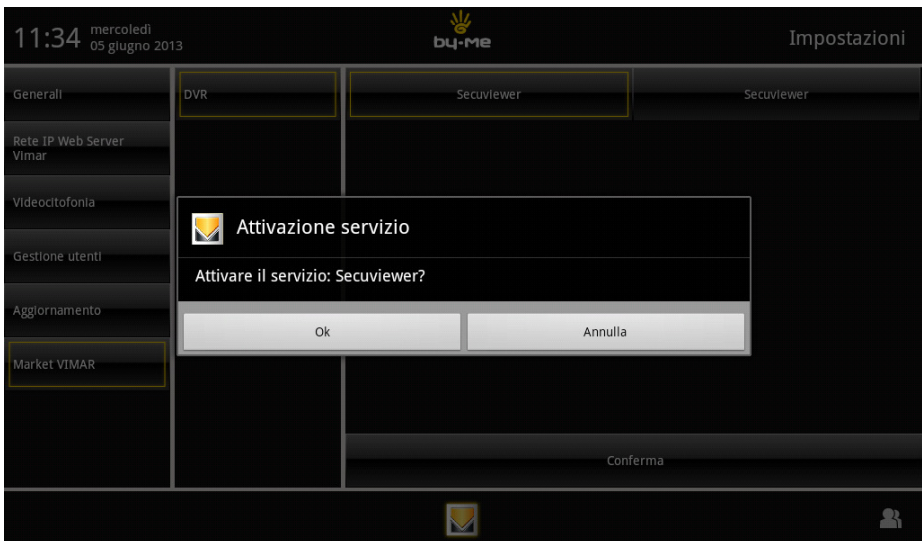 11:34 mercoledì
05 giugno 2013
by-me
Impostazioni
Generali
DVR
Secuviewer
Secuviewer
Rete IP Web Server
Vimar
Videocitofonia
Gestione utenti
Aggiornamento
Market VIMAR
Attivazione servizio
Attivare il servizio: Secuviewer?
Ok
Annulla
Conferma